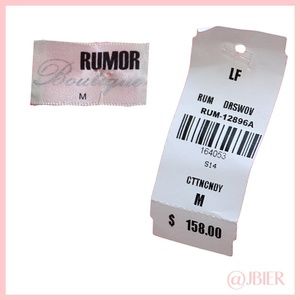 RUMOR
Boutique
M
LF
RUM DRSWOV
RUM-12896A
164053
S14
CTTNCNDY
M
$ 158.00
@JBIER